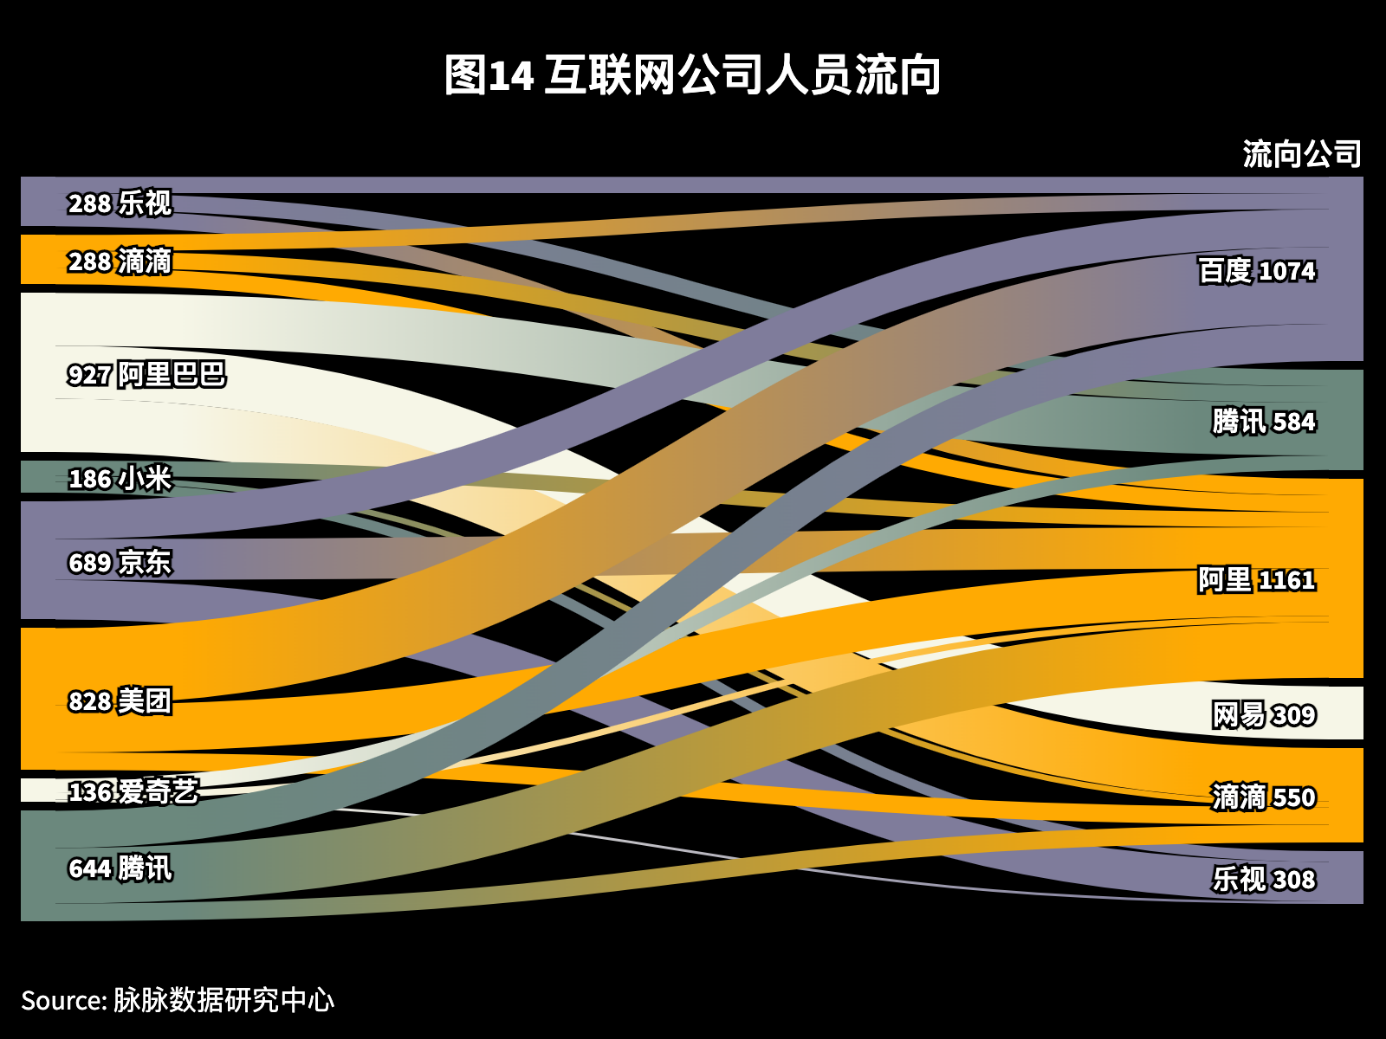 图14 互联网公司人员流向
流向公司
288 乐视
288 滴滴
927 阿里巴巴
186 小米
689 京东
828 美团
136 爱奇艺
644 腾讯
百度 1074
腾讯 584
阿里 1161
网易 309
滴滴 550
乐视 308
Source: 脉脉数据研究中心